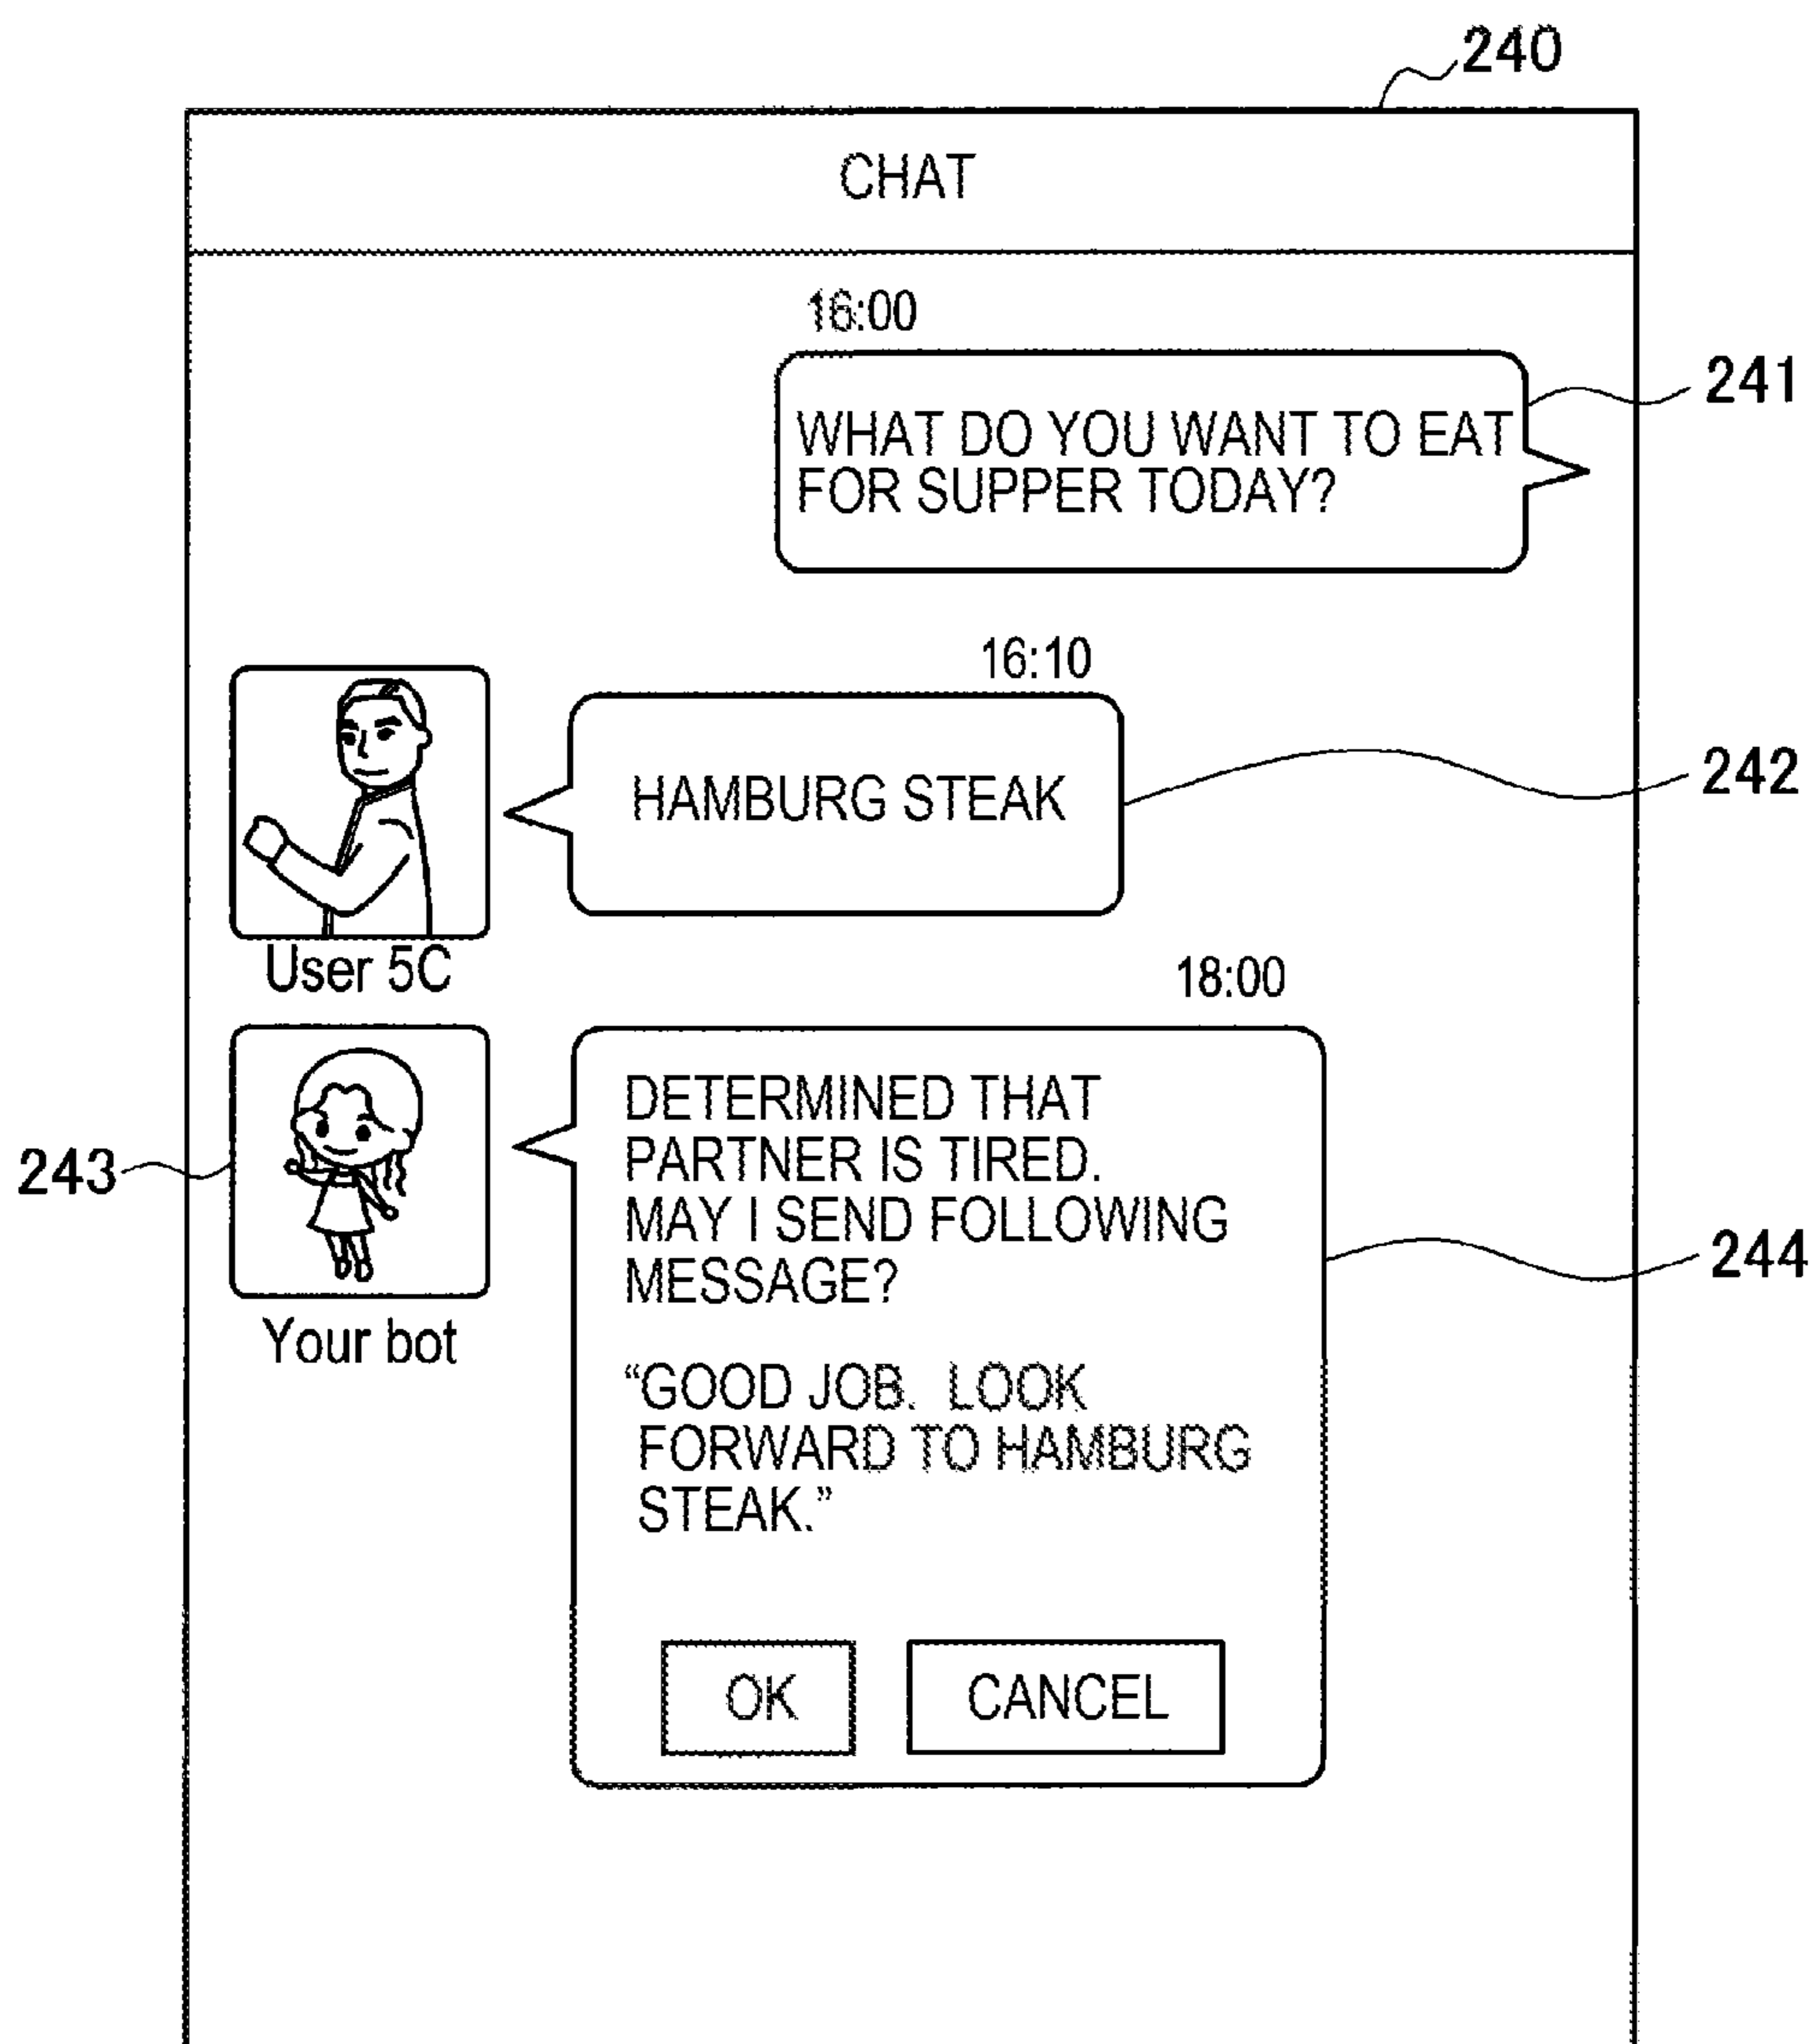 240
CHAT
16:00
241
WHAT DO YOU WANT TO EAT
FOR SUPPER TODAY?
16:10
242
HAMBURG STEAK
User 5C
18:00
243
DETERMINED THAT
PARTNER IS TIRED.
MAY I SEND FOLLOWING
MESSAGE?
244
Your bot
“GOOD JOB. LOOK
FORWARD TO HAMBURG
STEAK.”
OK
CANCEL